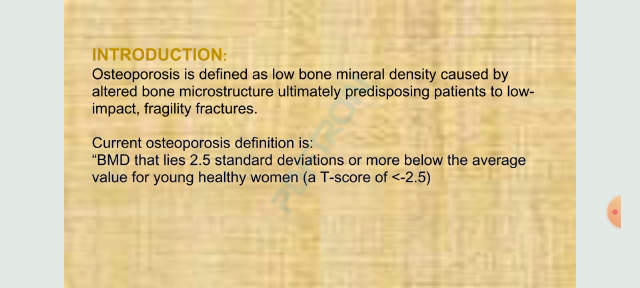 INTRODUCTION:
Osteoporosis is defined as low bone mineral density caused by
altered bone microstructure ultimately predisposing patients to low-
impact, fragility fractures.
Current osteoporosis definition is:
“BMD that lies 2.5 standard deviations or more below the average
value for young healthy women (a T-score of <-2.5)